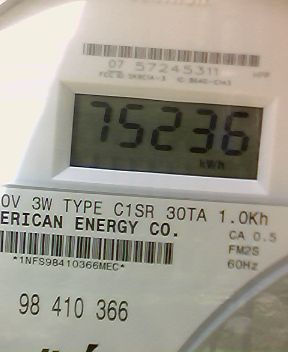 07 57245311
75236
kWh
0V 3W TYPE C1SR 30TA 1.0Kh
ERICAN ENERGY CO.
CA 0.5
FM2S
*1NFS98410366MEC*
60Hz
98 410 366